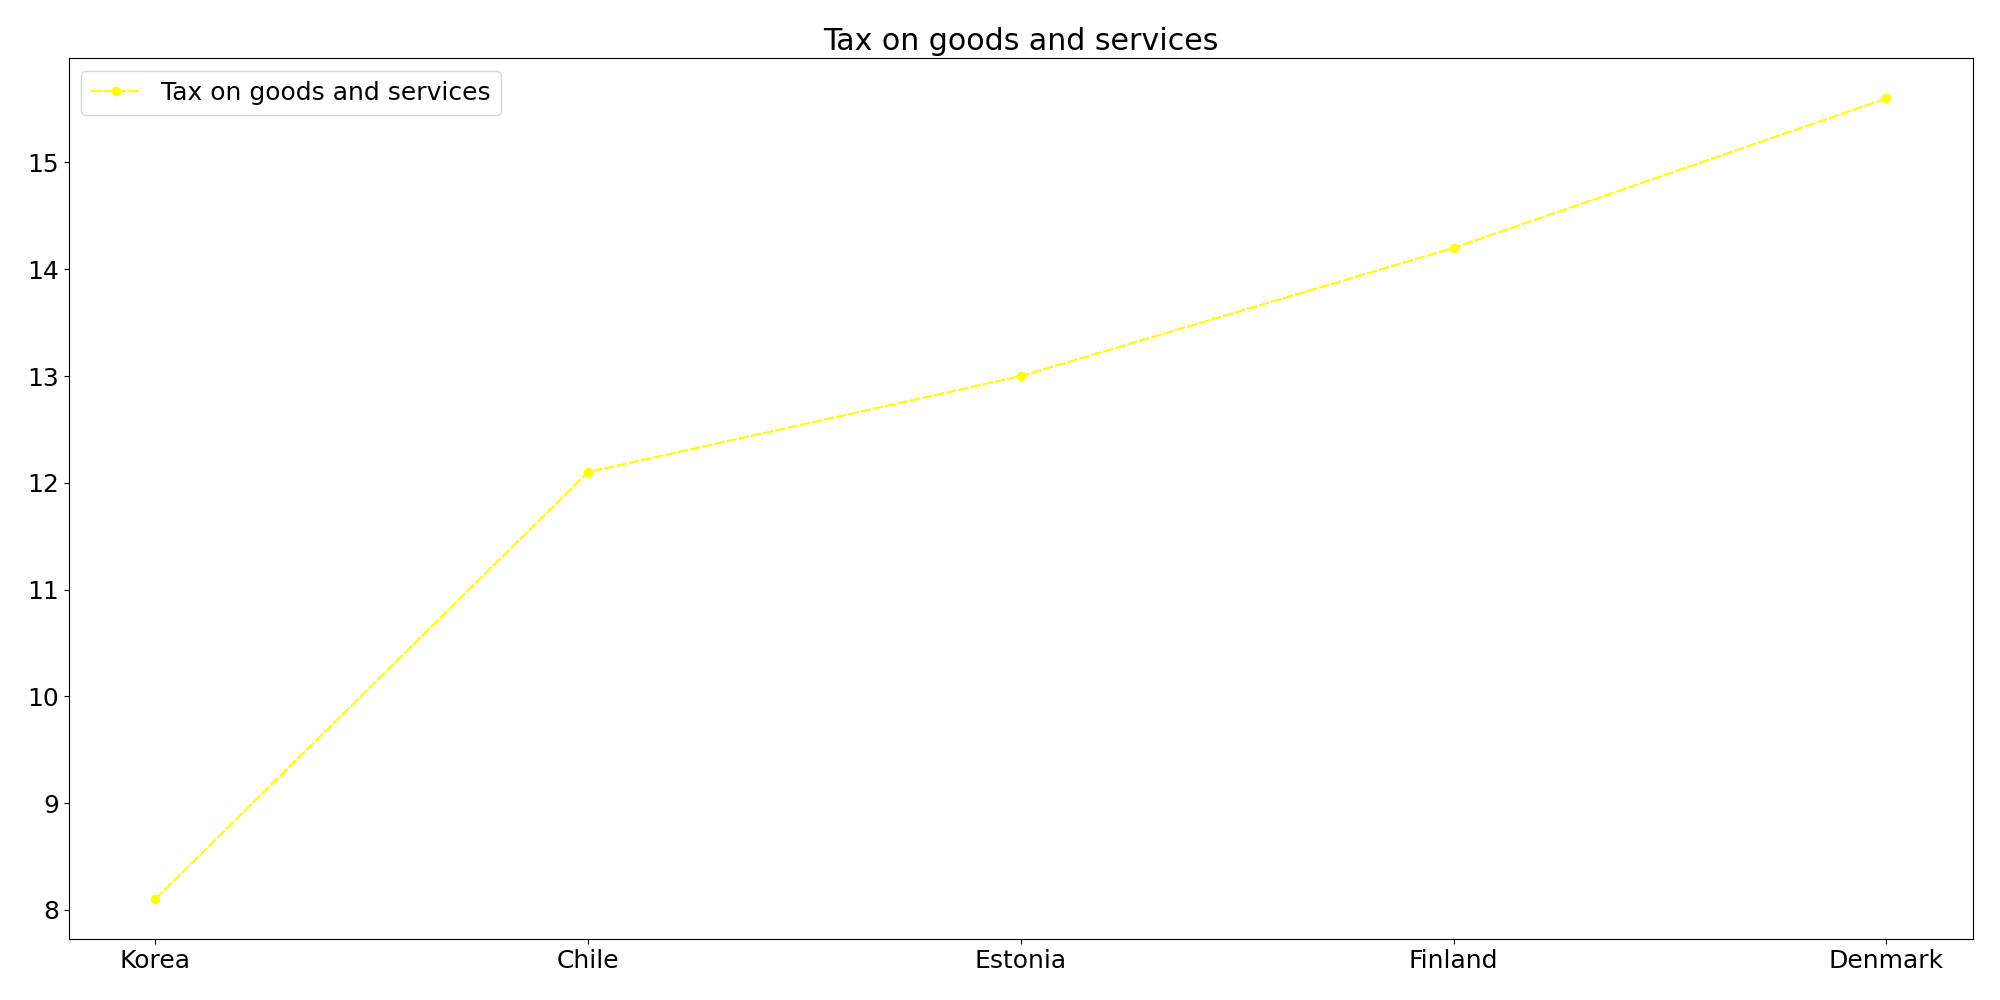 Tax on goods and services
Tax on goods and services
15
14
13
12
11
10
9
8
Korea Chile Estonia Finland Denmark